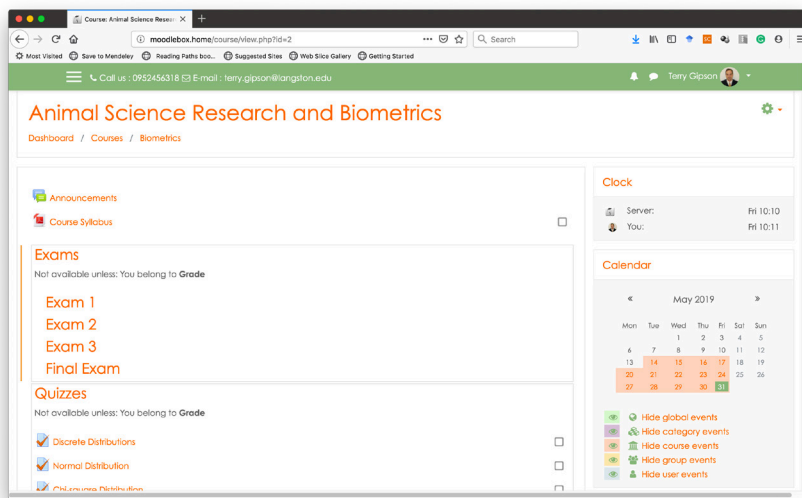 Course: Animal Science Resear
moodlebox.home/course/view.php?id=2
Search
Most Visited Save to Mendeley Reading Paths boo... Suggested Sites Web Slice Gallery Getting Started
Call us : 0952456318 E-mail : terry.gipson@langston.edu
Terry Gipson
Animal Science Research and Biometrics
Dashboard / Courses / Biometrics
Announcements
Course Syllabus
Exams
Not available unless: You belong to Grade
Exam 1
Exam 2
Exam 3
Final Exam
Quizzes
Not available unless: You belong to Grade
Discrete Distributions
Normal Distribution
Chi-square Distribution
Clock
Server: Fri 10:10
You: Fri 10:11
Calendar
« May 2019 »
Mon Tue Wed Thu Fri Sat Sun
1 2 3 4 5
6 7 8 9 10 11 12
13 14 15 16 17 18 19
20 21 22 23 24 25 26
27 28 29 30 31
Hide global events
Hide category events
Hide course events
Hide group events
Hide user events